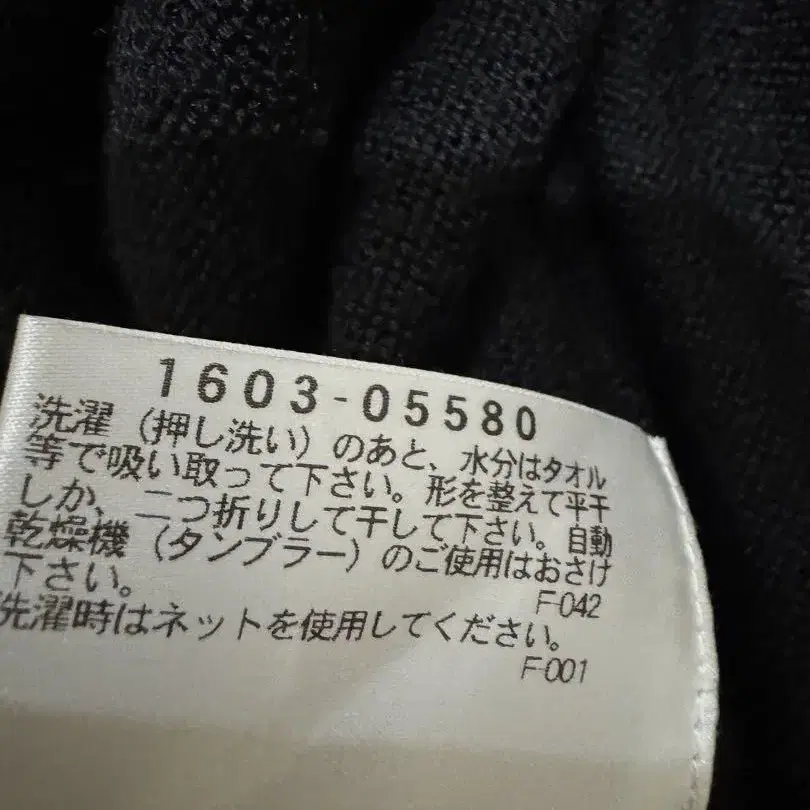 1603-05580
洗濯（押し洗い）のあと、水分はタオル
等で吸い取って下さい。形を整えて平干
しか、二つ折りして干して下さい。自動
乾燥機（タンブラー）のご使用はおさけ
下さい。
F-042
洗濯時はネットを使用してください。
F-001